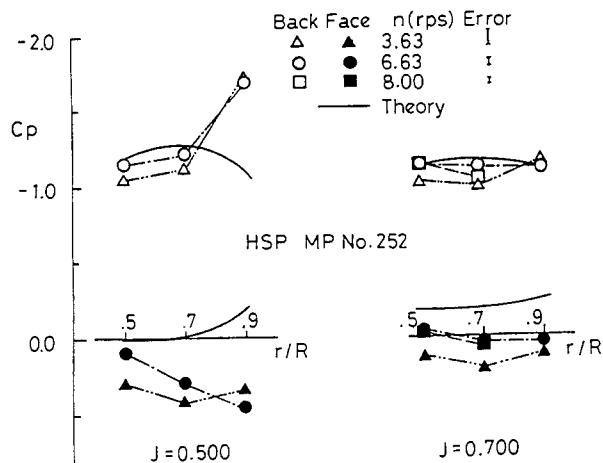 Back Face n(rps) Error
3.63
6.63
8.00
Theory
-2.0
Cp
-1.0
HSP MP No.252
.5 .7 .9
.5 .7 .9
0.0
r/R
r/R
J=0.500
J=0.700